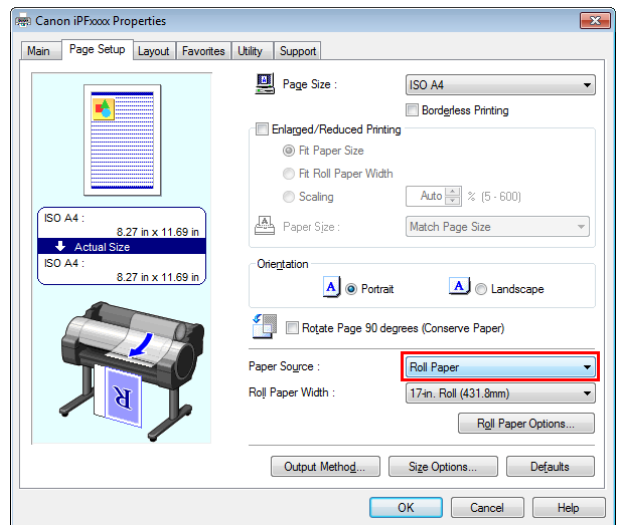 Canon iPFxxxx Properties
Main Page Setup Layout Favorites Utility Support
Page Size : ISO A4
Borderless Printing
Enlarged/Reduced Printing
Fit Paper Size
Fit Roll Paper Width
Scaling Auto % (5 - 600)
Paper Size : Match Page Size
ISO A4 :
8.27 in x 11.69 in
Actual Size
ISO A4 :
8.27 in x 11.69 in
Orientation
A Portrait A Landscape
Rotate Page 90 degrees (Conserve Paper)
Paper Source : Roll Paper
Roll Paper Width : 17-in. Roll (431.8mm)
Roll Paper Options...
R
Output Method... Size Options... Defaults
OK Cancel Help